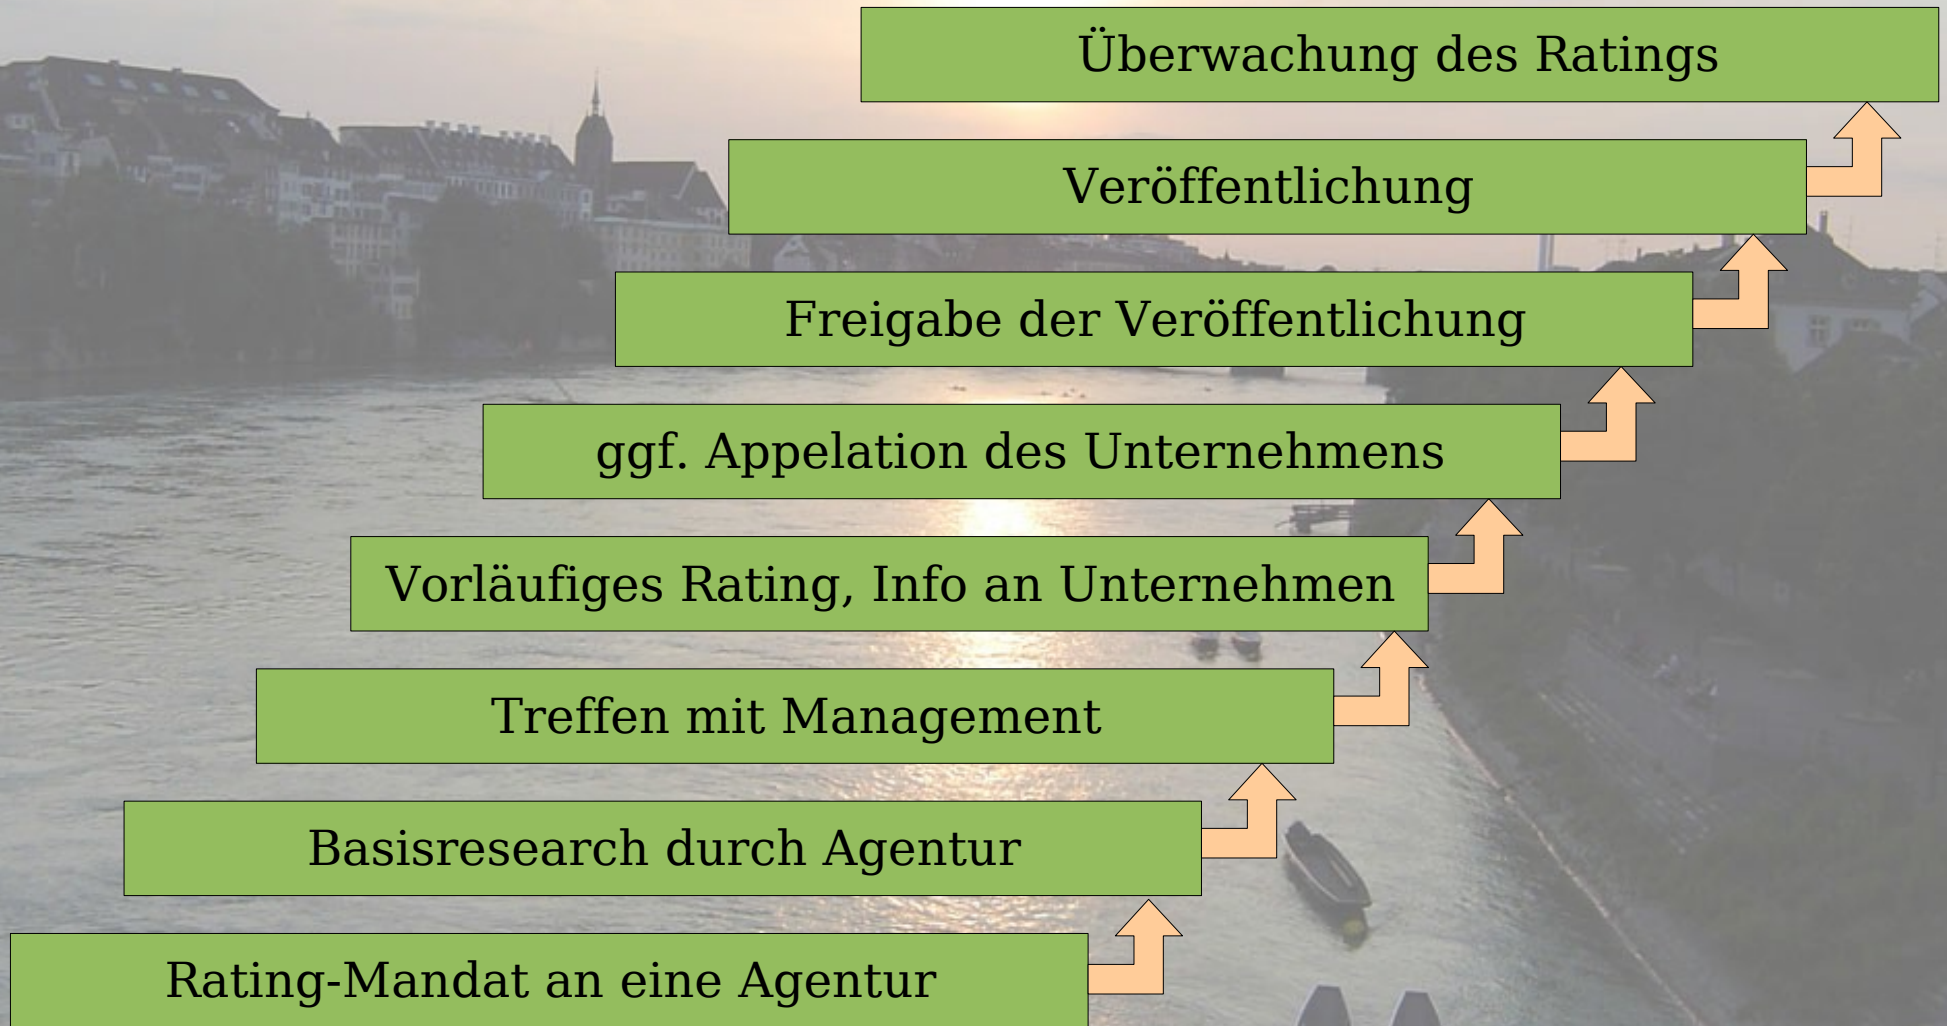 Überwachung des Ratings
Veröffentlichung
Freigabe der Veröffentlichung
ggf. Appelation des Unternehmens
Vorläufiges Rating, Info an Unternehmen
Treffen mit Management
Basisresearch durch Agentur
Rating-Mandat an eine Agentur